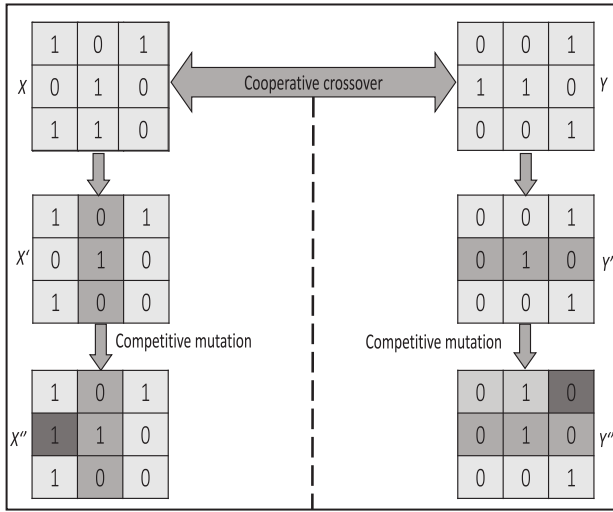 1 0 1
X 0 1 0
1 1 0
Cooperative crossover
0 0 1
1 1 0 Y
0 0 1
1 0 1
X' 0 1 0
1 0 0
0 0 1
0 1 0 Y'
0 0 1
Competitive mutation
Competitive mutation
1 0 1
X" 1 1 0
1 0 0
0 1 0
0 1 0 Y"
0 0 1